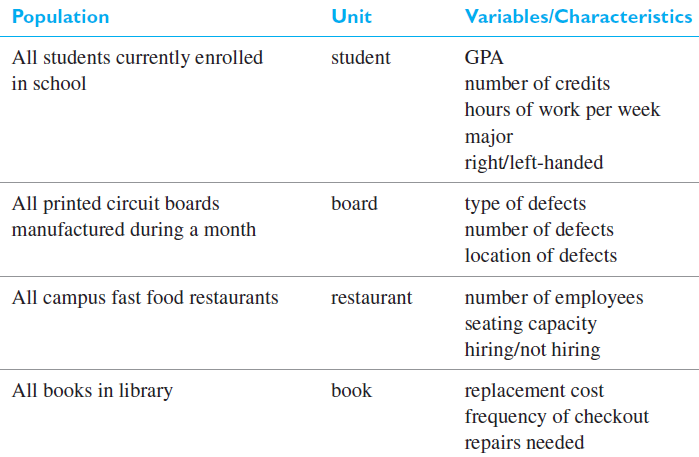 Population Unit Variables/Characteristics
All students currently enrolled student GPA
in school number of credits
hours of work per week
major
right/left-handed
All printed circuit boards board type of defects
manufactured during a month number of defects
location of defects
All campus fast food restaurants restaurant number of employees
seating capacity
hiring/not hiring
All books in library book replacement cost
frequency of checkout
repairs needed